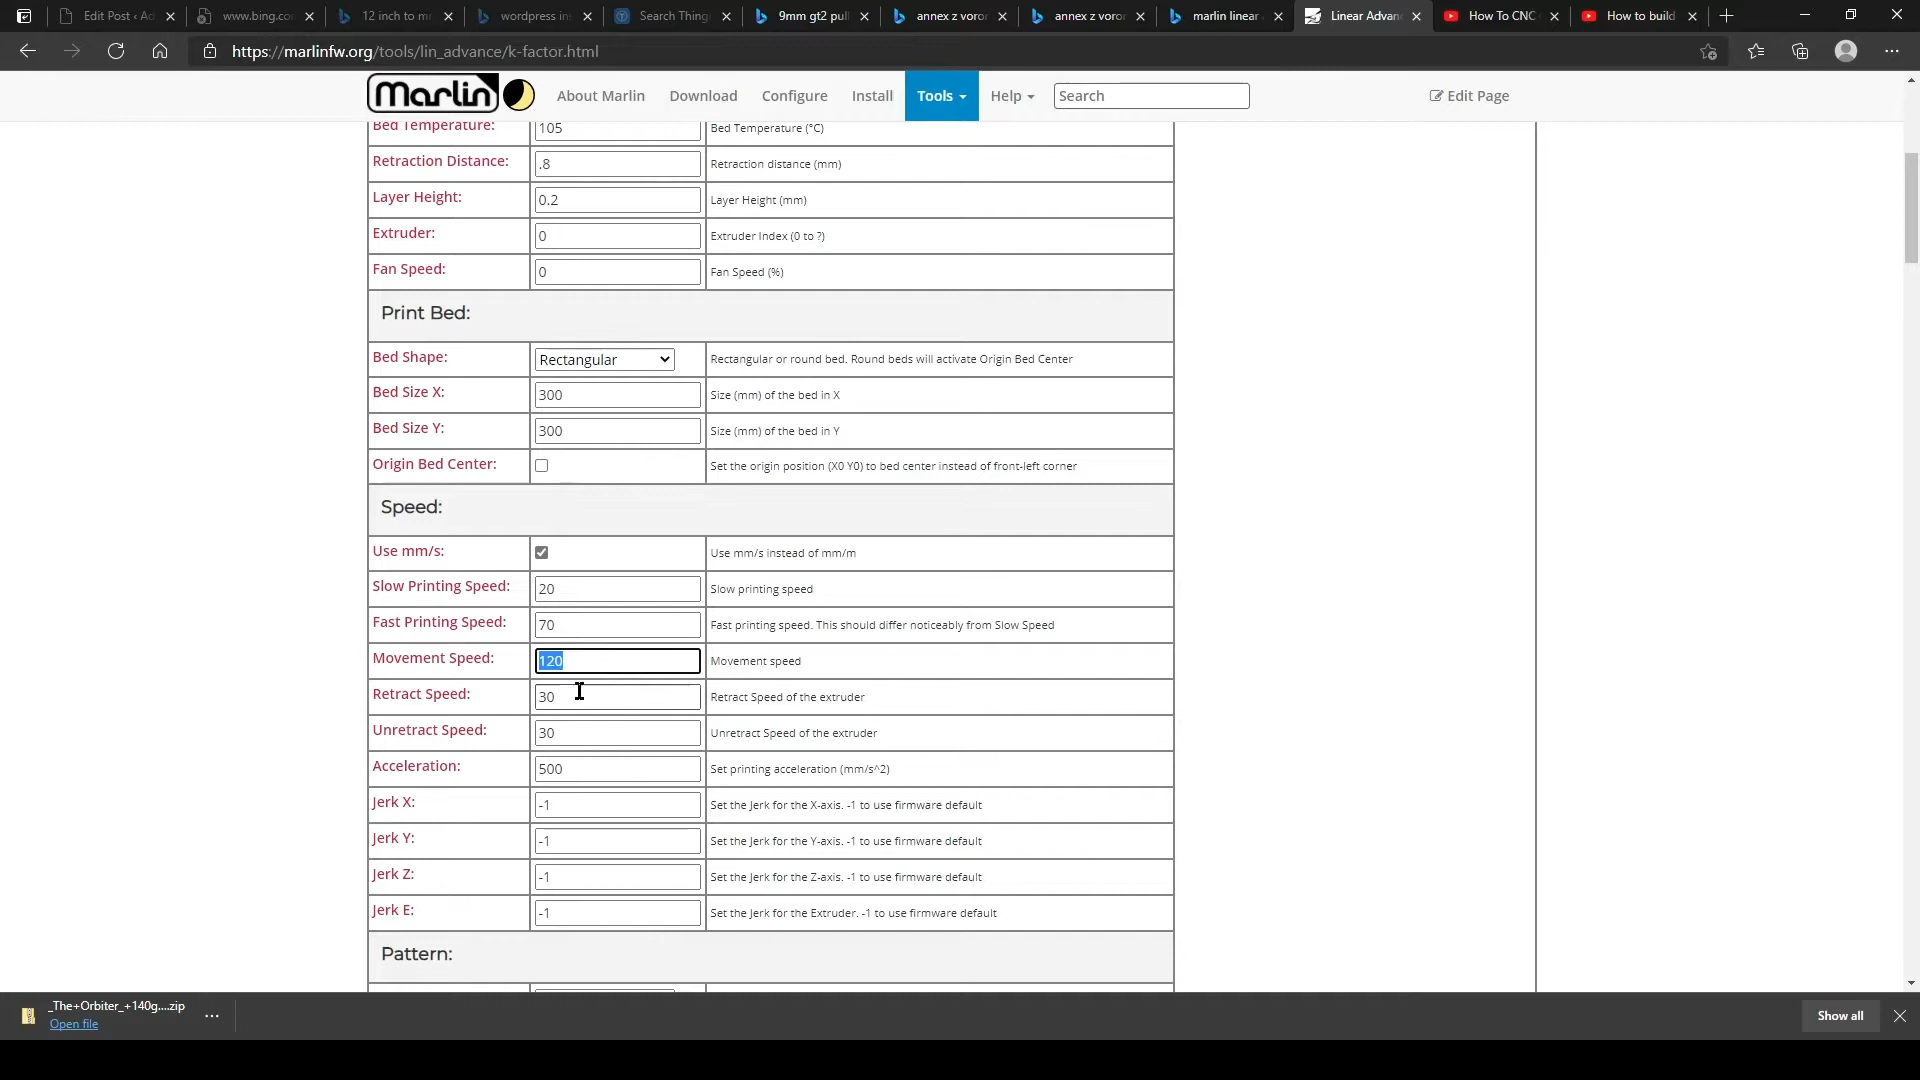 Edit Post ‹ Ad
www.bing.co
12 inch to m
wordpress in
Search Thing
9mm gt2 pull
annex z voron
annex z voron
marlin linear
Linear Advan
How To CNC
How to build
https://marlinfw.org/tools/lin_advance/k-factor.html
Marlin
About Marlin
Download
Configure
Install
Tools
Help
Search
Edit Page
Bed Temperature: 105 Bed Temperature (°C)
Retraction Distance: .8 Retraction distance (mm)
Layer Height: 0.2 Layer Height (mm)
Extruder: 0 Extruder Index (0 to ?)
Fan Speed: 0 Fan Speed (%)
Print Bed:
Bed Shape: Rectangular Rectangular or round bed. Round beds will activate Origin Bed Center
Bed Size X: 300 Size (mm) of the bed in X
Bed Size Y: 300 Size (mm) of the bed in Y
Origin Bed Center: Set the origin position (X0 Y0) to bed center instead of front-left corner
Speed:
Use mm/s: Use mm/s instead of mm/m
Slow Printing Speed: 20 Slow printing speed
Fast Printing Speed: 70 Fast printing speed. This should differ noticeably from Slow Speed
Movement Speed: 120 Movement speed
Retract Speed: 30 Retract Speed of the extruder
Unretract Speed: 30 Unretract Speed of the extruder
Acceleration: 500 Set printing acceleration (mm/s^2)
Jerk X: -1 Set the Jerk for the X-axis. -1 to use firmware default
Jerk Y: -1 Set the Jerk for the Y-axis. -1 to use firmware default
Jerk Z: -1 Set the Jerk for the Z-axis. -1 to use firmware default
Jerk E: -1 Set the Jerk for the Extruder. -1 to use firmware default
Pattern:
_The+Orbiter_+140g....zip
Open file
Show all